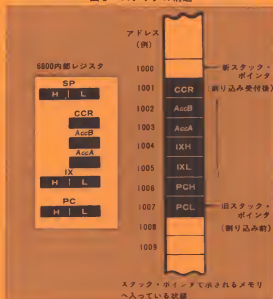 アドレス
(例)
6800内部レジスタ
SP
H L
CCR
AccB
AccA
IX
H L
PC
H L
1000
1001
1002
1003
1004
1005
1006
1007
1008
1009
CCR
AccB
AccA
IXH
IXL
PCH
PCL
新スタック・
ポインタ
(割り込み受付後)
旧スタック・
ポインタ
(割り込み前)
スタック・ポインタで示されるメモリ
へ入っている状態